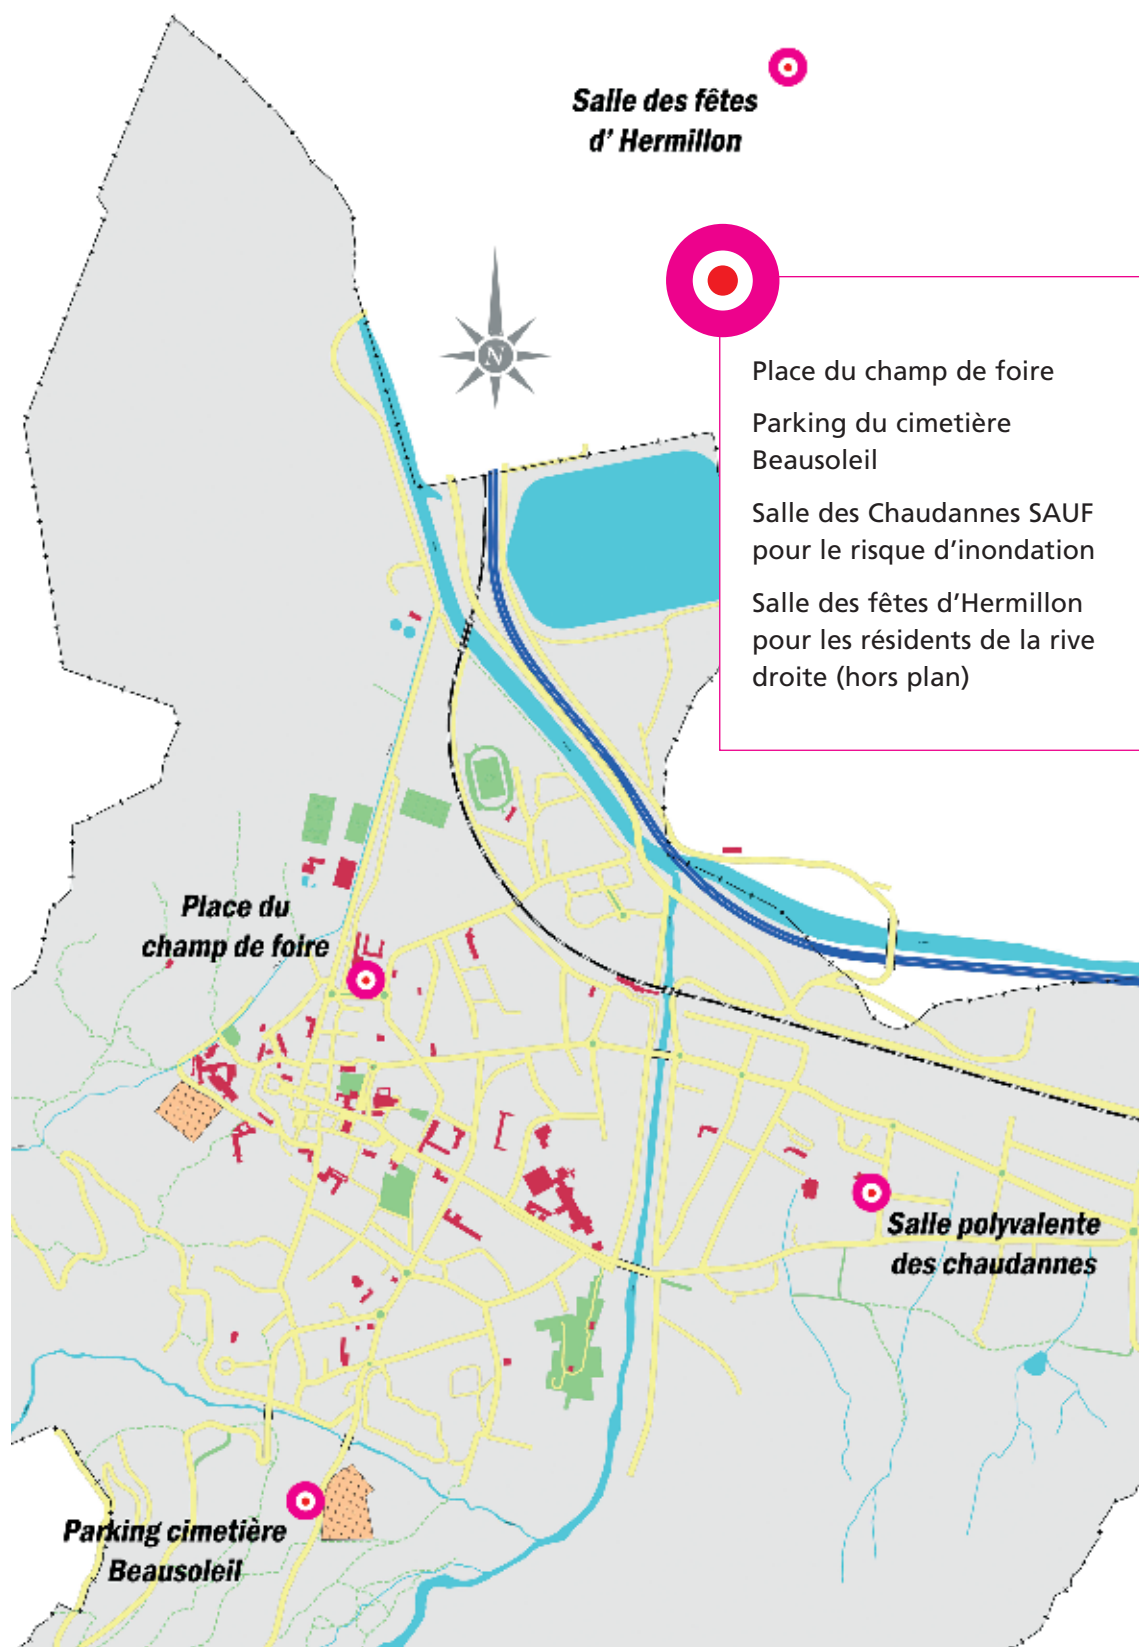 Salle des fêtes
d' Hermillon
N
Place du champ de foire
Parking du cimetière
Beausoleil
Salle des Chaudannes SAUF
pour le risque d’inondation
Salle des fêtes d’Hermillon
pour les résidents de la rive
droite (hors plan)
Place du
champ de foire
Salle polyvalente
des chaudannes
Parking cimetière
Beausoleil